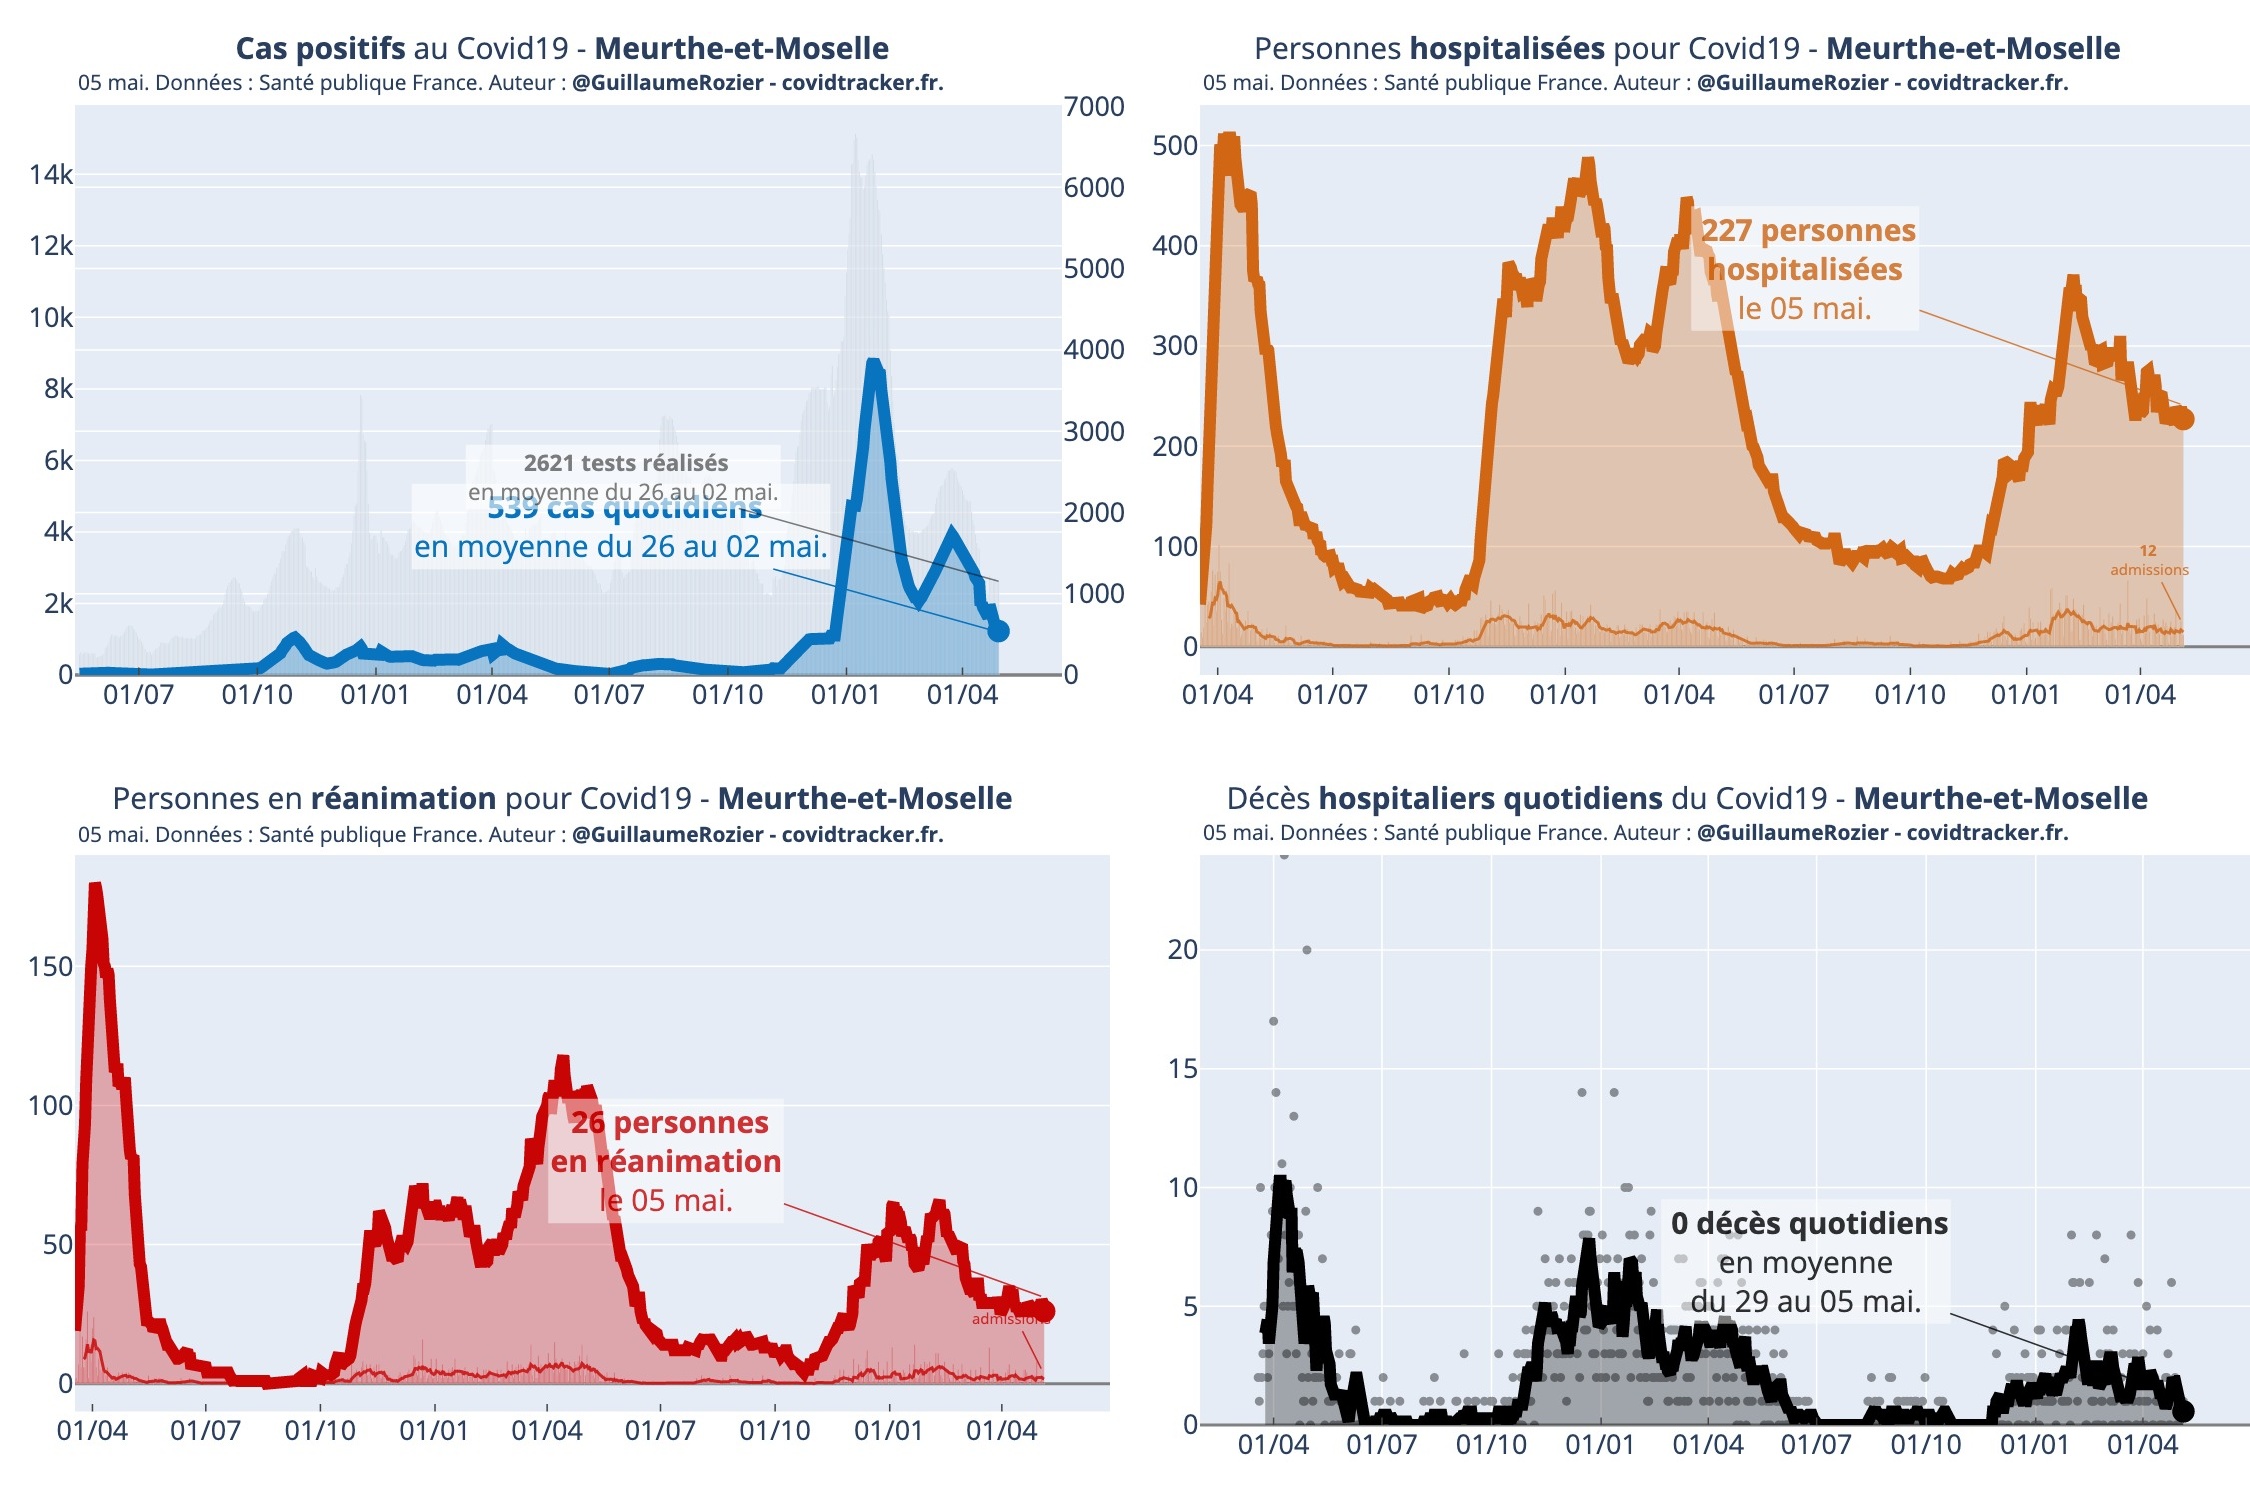 Cas positifs au Covid19 - Meurthe-et-Moselle
05 mai. Données : Santé publique France. Auteur : @GuillaumeRozier - covidtracker.fr.
7000
14k
6000
12k
5000
10k
4000
8k
3000
6k
2621 tests réalisés
en moyenne du 26 au 02 mai.
539 cas quotidiens
2000
4k
en moyenne du 26 au 02 mai.
1000
2k
0
0
01/07 01/10 01/01 01/04 01/07 01/10 01/01 01/04
Personnes hospitalisées pour Covid19 - Meurthe-et-Moselle
05 mai. Données : Santé publique France. Auteur : @GuillaumeRozier - covidtracker.fr.
500
400
300
200
100
0
227 personnes
hospitalisées
le 05 mai.
12
admissions
01/04 01/07 01/10 01/01 01/04 01/07 01/10 01/01 01/04
Personnes en réanimation pour Covid19 - Meurthe-et-Moselle
05 mai. Données : Santé publique France. Auteur : @GuillaumeRozier - covidtracker.fr.
150
100
50
0
26 personnes
en réanimation
le 05 mai.
admissions
01/04 01/07 01/10 01/01 01/04 01/07 01/10 01/01 01/04
Décès hospitaliers quotidiens du Covid19 - Meurthe-et-Moselle
05 mai. Données : Santé publique France. Auteur : @GuillaumeRozier - covidtracker.fr.
20
15
10
5
0
0 décès quotidiens
en moyenne
du 29 au 05 mai.
01/04 01/07 01/10 01/01 01/04 01/07 01/10 01/01 01/04